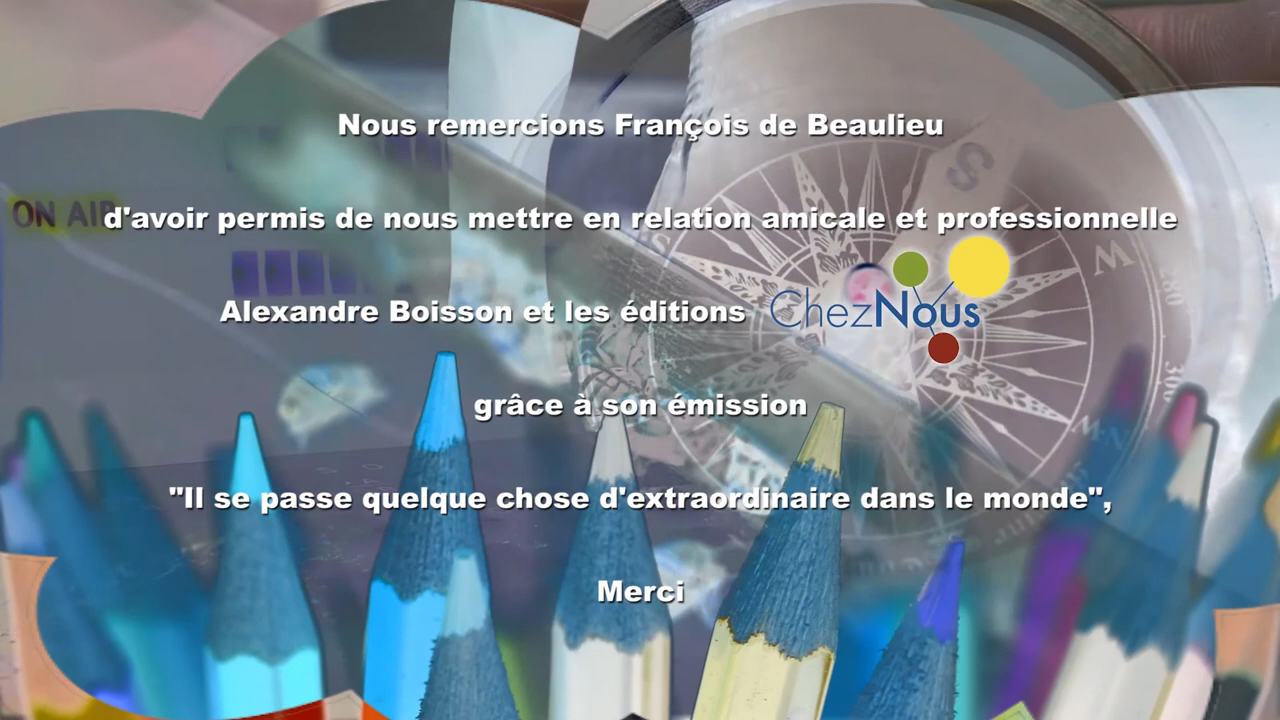 Nous remercions François de Beaulieu
ON AIR
d'avoir permis de nous mettre en relation amicale et professionnelle
Alexandre Boisson et les éditions ChezNous
grâce à son émission
"Il se passe quelque chose d'extraordinaire dans le monde",
Merci
S
W